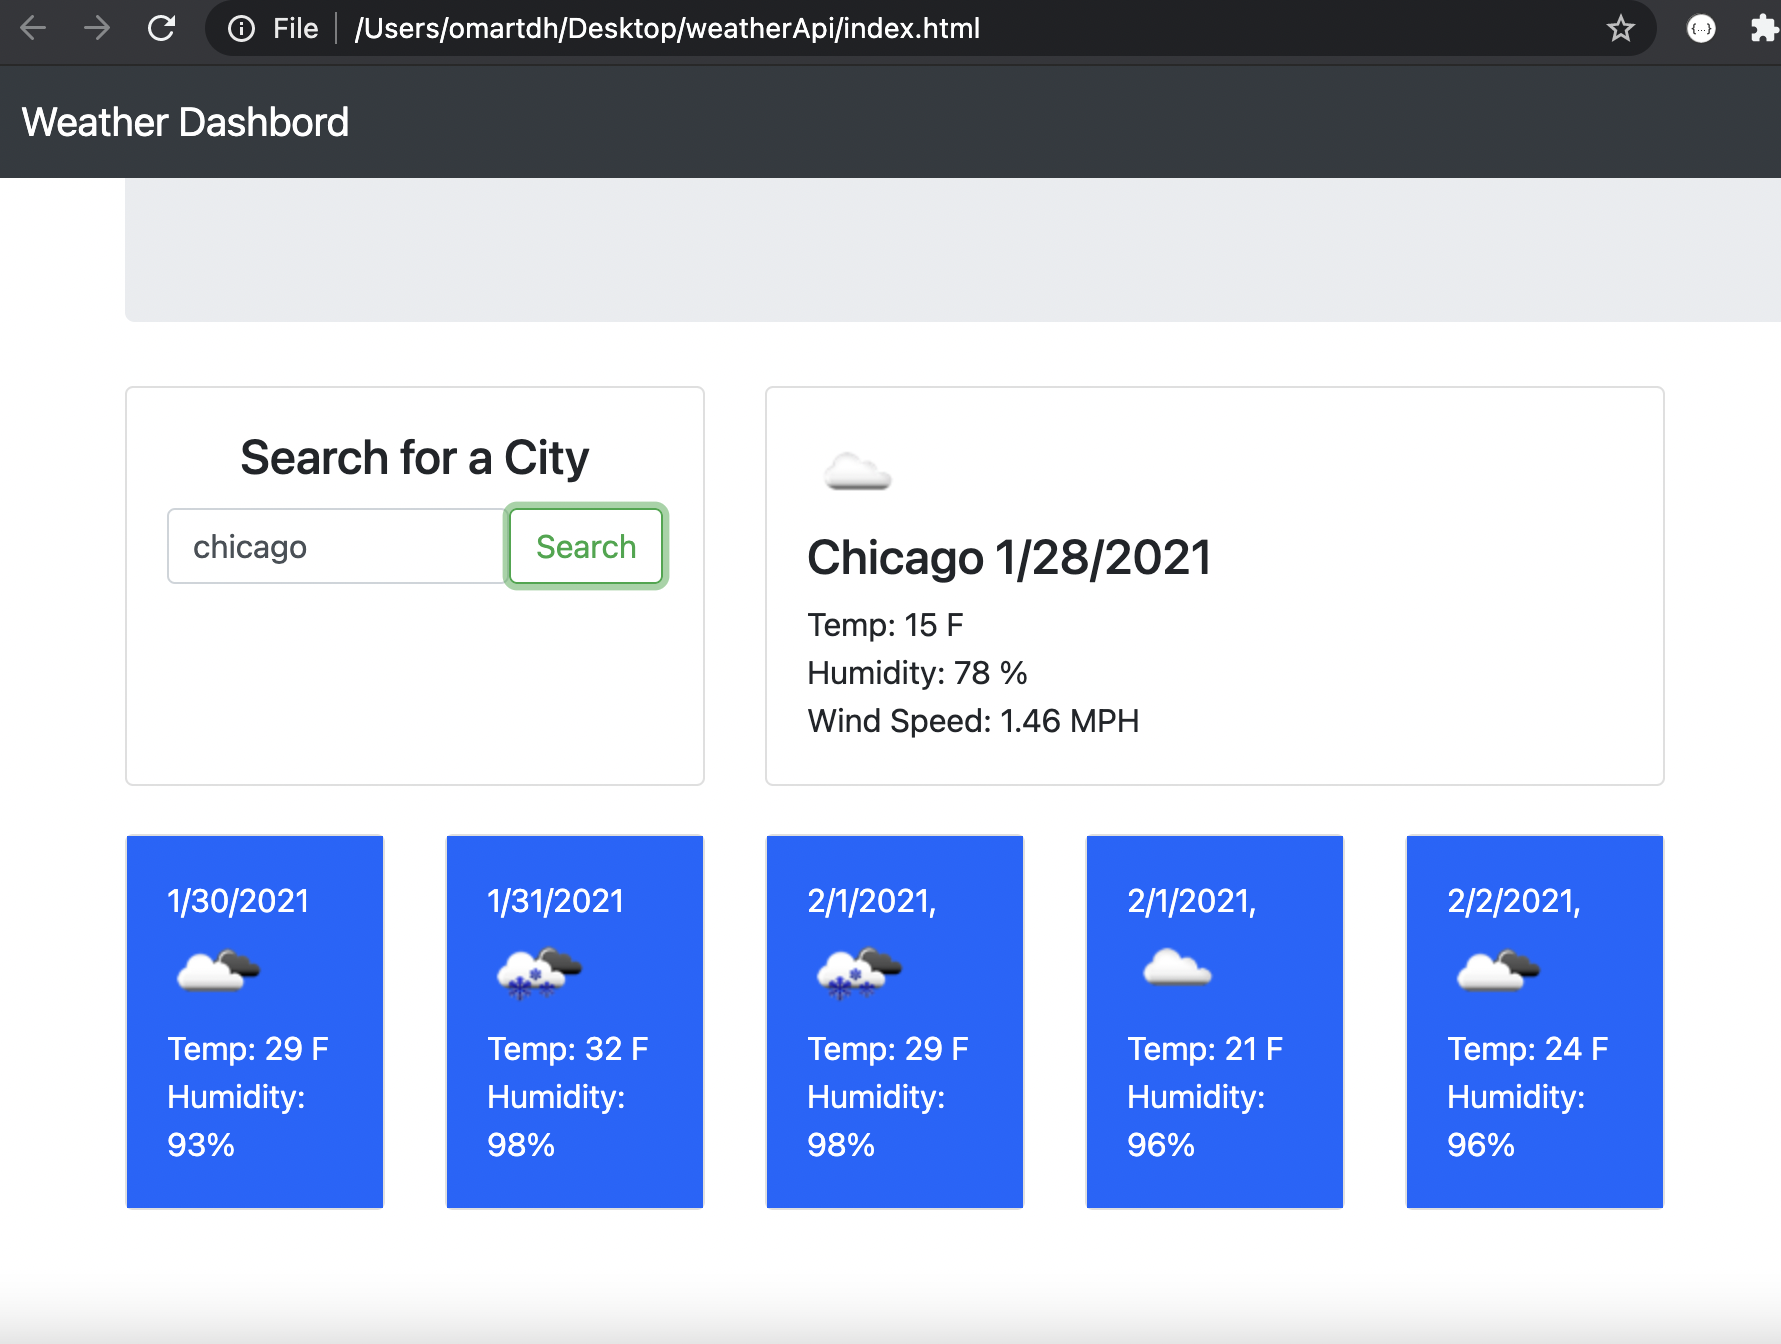 File /Users/omartdh/Desktop/weatherApi/index.html
Weather Dashbord
Search for a City
chicago Search
Chicago 1/28/2021
Temp: 15 F
Humidity: 78 %
Wind Speed: 1.46 MPH
1/30/2021
Temp: 29 F
Humidity:
93%
1/31/2021
Temp: 32 F
Humidity:
98%
2/1/2021,
Temp: 29 F
Humidity:
98%
2/1/2021,
Temp: 21 F
Humidity:
96%
2/2/2021,
Temp: 24 F
Humidity:
96%